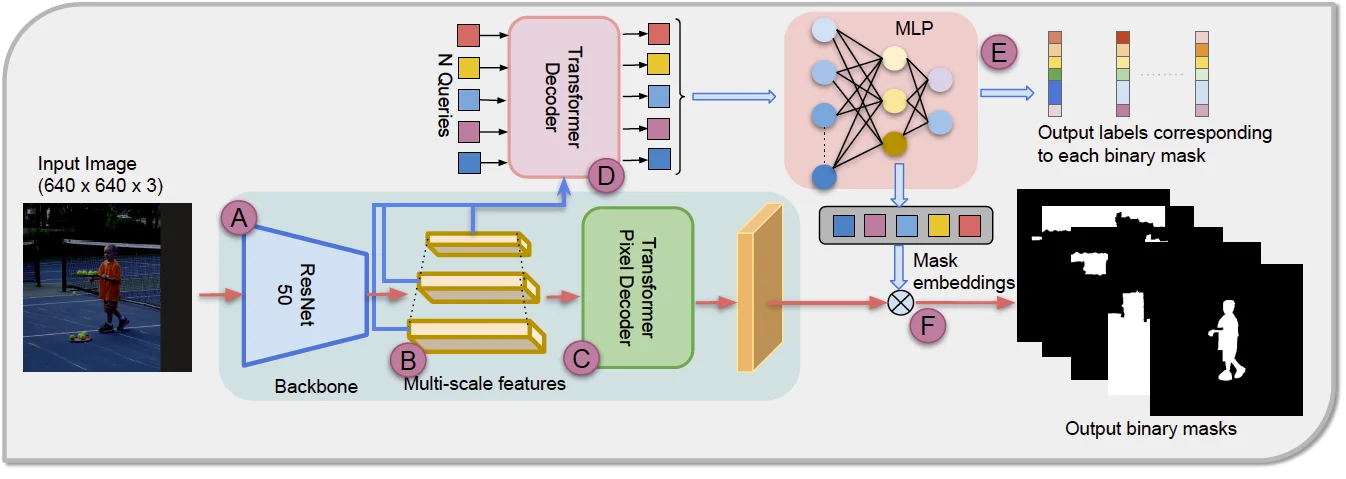 N Queries
Transformer
Decoder
MLP
E
Output labels corresponding
to each binary mask
D
Input Image
(640 x 640 x 3)
A
ResNet
50
Transformer
Pixel Decoder
Mask
embeddings
F
B
C
Backbone
Multi-scale features
Output binary masks